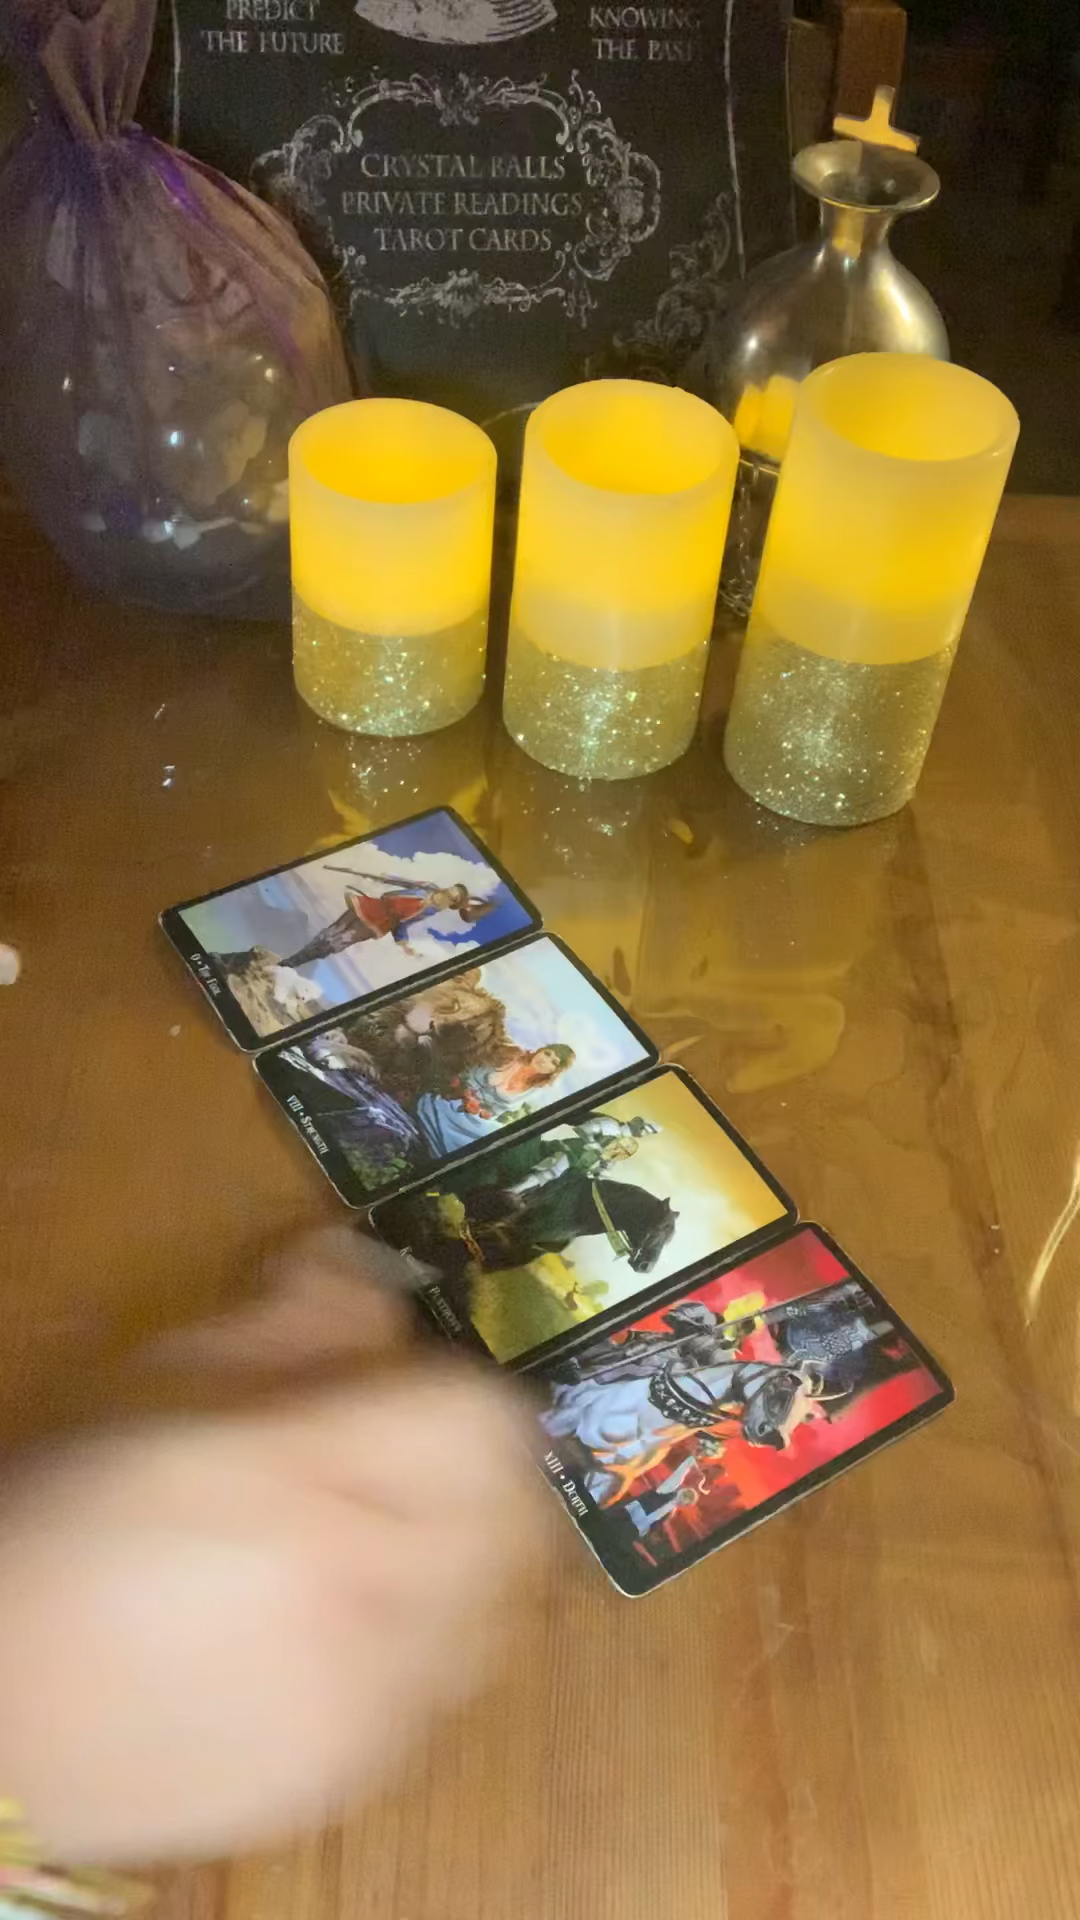 PREDICT
THE FUTURE
KNOWING
THE PAST
CRYSTAL BALLS
PRIVATE READINGS
TAROT CARDS
0 • THE FOOL
VIII • STRENGTH
XIII • DEATH